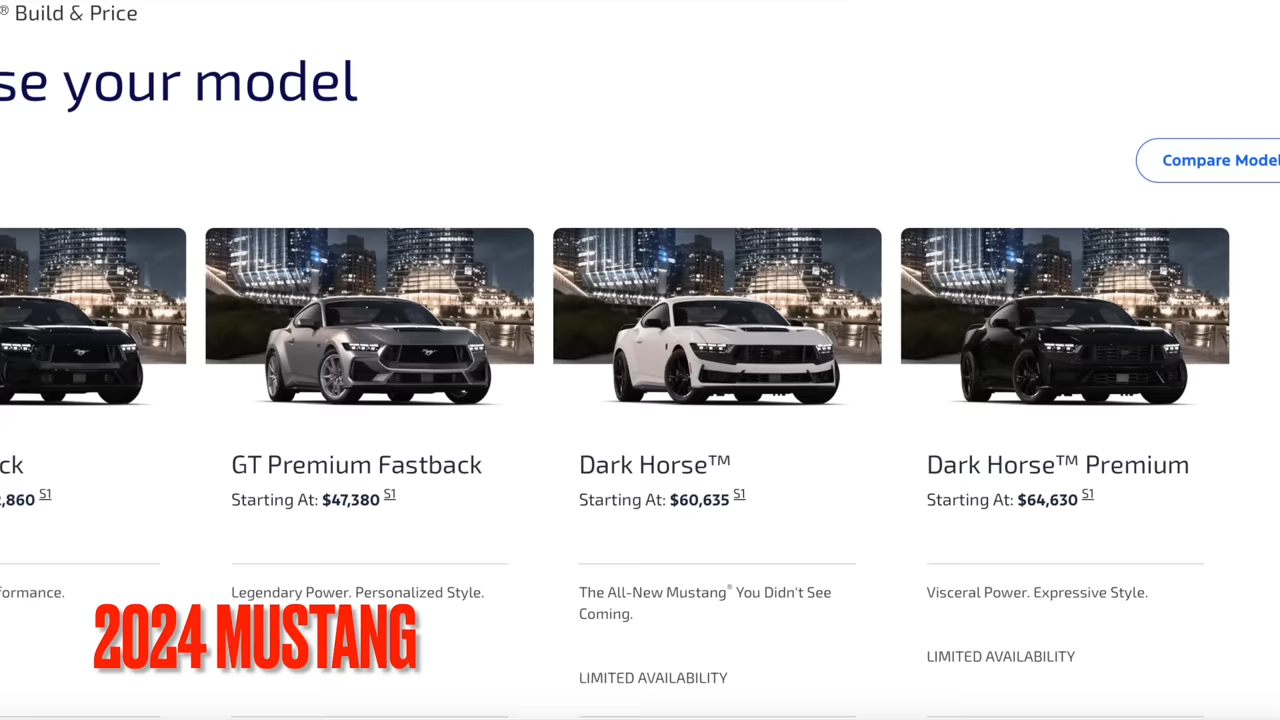 ® Build & Price
se your model
Compare Model
ck
,860 S1
formance.
GT Premium Fastback
Starting At: $47,380 S1
Legendary Power. Personalized Style.
Dark Horse™
Starting At: $60,635 S1
The All-New Mustang® You Didn't See
Coming.
LIMITED AVAILABILITY
Dark Horse™ Premium
Starting At: $64,630 S1
Visceral Power. Expressive Style.
LIMITED AVAILABILITY
2024 MUSTANG